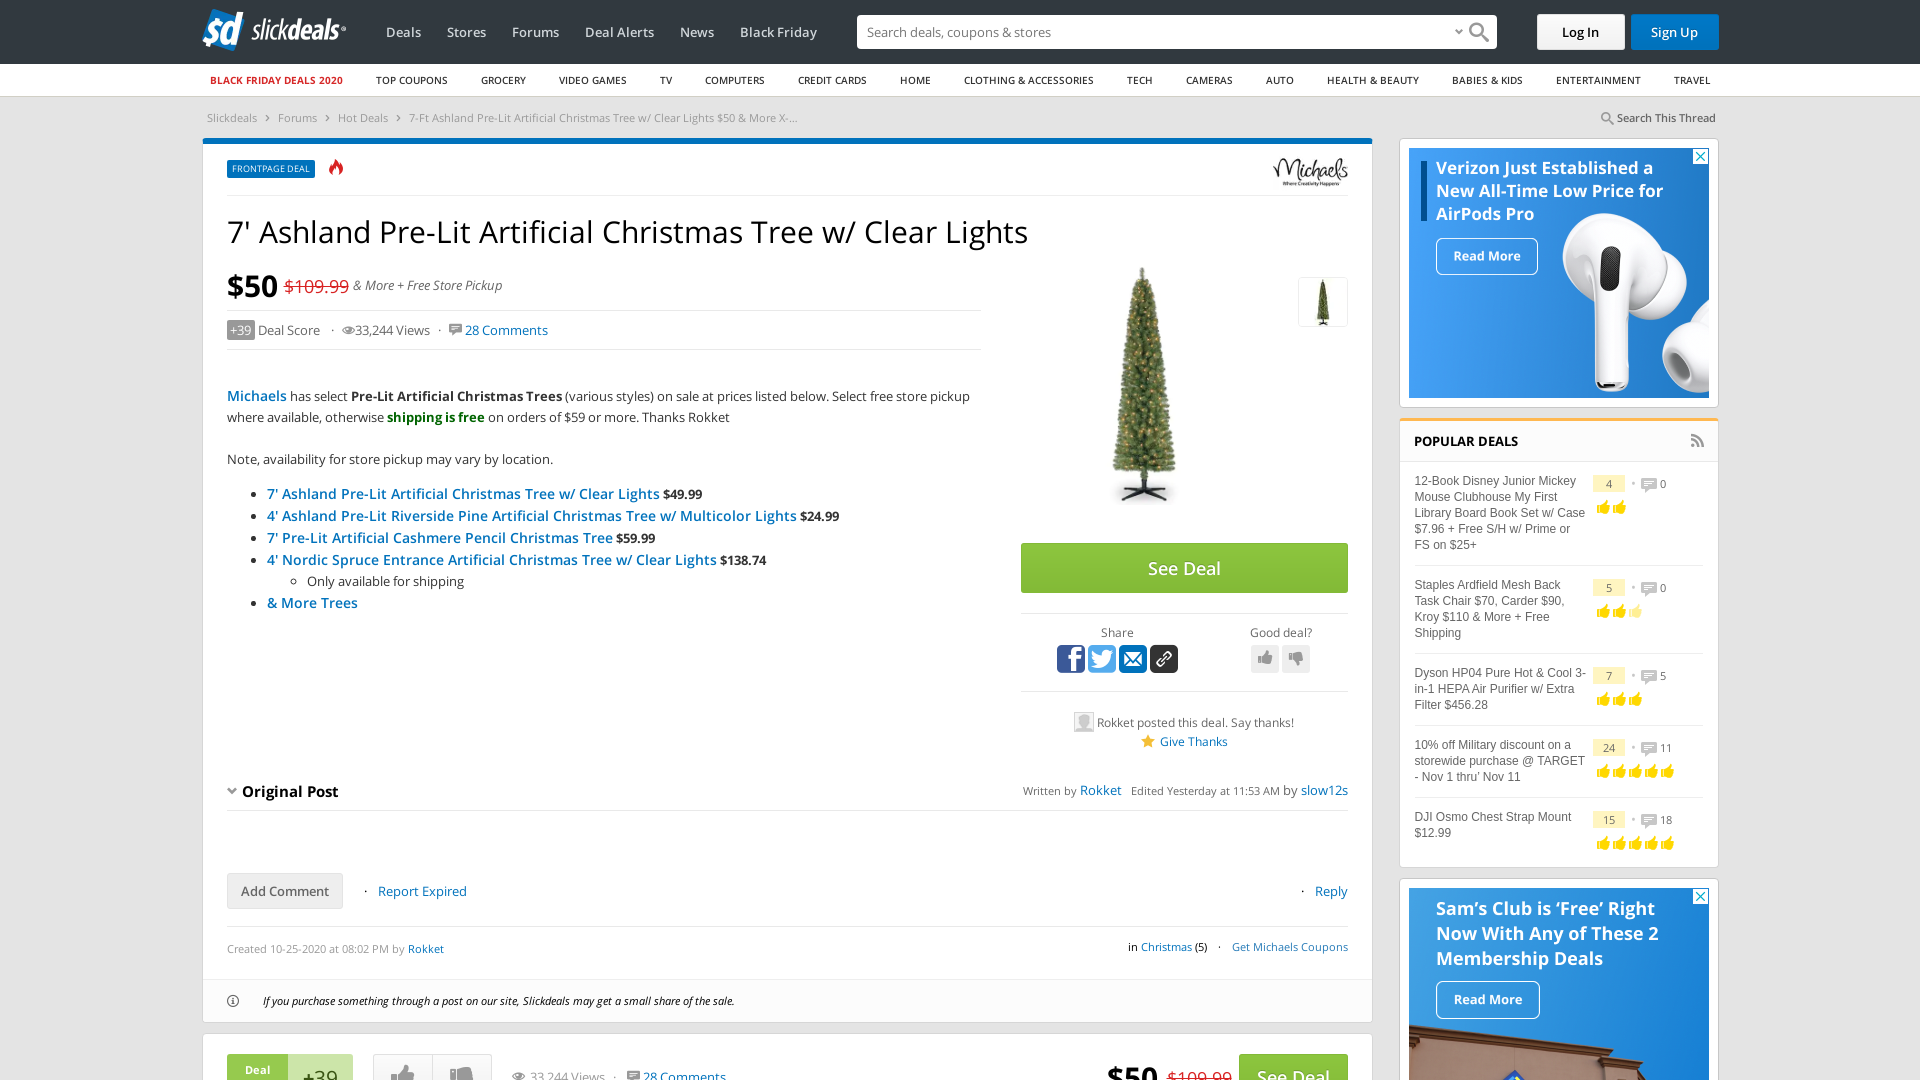 sd slickdeals
Deals Stores Forums Deal Alerts News Black Friday
Search deals, coupons & shopping
Log In Sign Up
BLACK FRIDAY DEALS 2020 TOP COUPONS GROCERY VIDEO GAMES TV COMPUTERS CREDIT CARDS HOME CLOTHING & ACCESSORIES TECH CAMERAS AUTO HEALTH & BEAUTY BABIES & KIDS ENTERTAINMENT TRAVEL
Slickdeals › Forums › Hot Deals › 7-Ft Ashland Pre-Lit Artificial Christmas Tree w/ Clear Lights $50 & More X-...
Search This Thread
FRONTPAGE DEAL
Michaels
Where Creativity Happens
7' Ashland Pre-Lit Artificial Christmas Tree w/ Clear Lights
$50 $109.99 & More + Free Store Pickup
+39 Deal Score · 33,244 Views · 28 Comments
Michaels has select Pre-Lit Artificial Christmas Trees (various styles) on sale at prices listed below. Select free store pickup
where available, otherwise shipping is free on orders of $59 or more. Thanks Rokket
Note, availability for store pickup may vary by location.
7' Ashland Pre-Lit Artificial Christmas Tree w/ Clear Lights $49.99
4' Ashland Pre-Lit Riverside Pine Artificial Christmas Tree w/ Multicolor Lights $24.99
7' Pre-Lit Artificial Cashmere Pencil Christmas Tree $59.99
4' Nordic Spruce Entrance Artificial Christmas Tree w/ Clear Lights $138.74
Only available for shipping
& More Trees
See Deal
Share
Good deal?
Rokket posted this deal. Say thanks!
Give Thanks
Original Post
Written by Rokket Edited Yesterday at 11:53 AM by slow12s
Add Comment · Report Expired
· Reply
Created 10-25-2020 at 08:02 PM by Rokket
in Christmas (5) · Get Michaels Coupons
If you purchase something through a post on our site, Slickdeals may get a small share of the sale.
Deal
+39
33,244 Views · 28 Comments
$50 $109.99
See Deal
Verizon Just Established a
New All-Time Low Price for
AirPods Pro
Read More
POPULAR DEALS
12-Book Disney Junior Mickey
Mouse Clubhouse My First
Library Board Book Set w/ Case
$7.96 + Free S/H w/ Prime or
FS on $25+
4 • 0
Staples Ardfield Mesh Back
Task Chair $70, Carder $90,
Kroy $110 & More + Free
Shipping
5 • 0
Dyson HP04 Pure Hot & Cool 3-
in-1 HEPA Air Purifier w/ Extra
Filter $456.28
7 • 5
10% off Military discount on a
storewide purchase @ TARGET
- Nov 1 thru’ Nov 11
24 • 11
DJI Osmo Chest Strap Mount
$12.99
15 • 18
Sam’s Club is ‘Free’ Right
Now With Any of These 2
Membership Deals
Read More